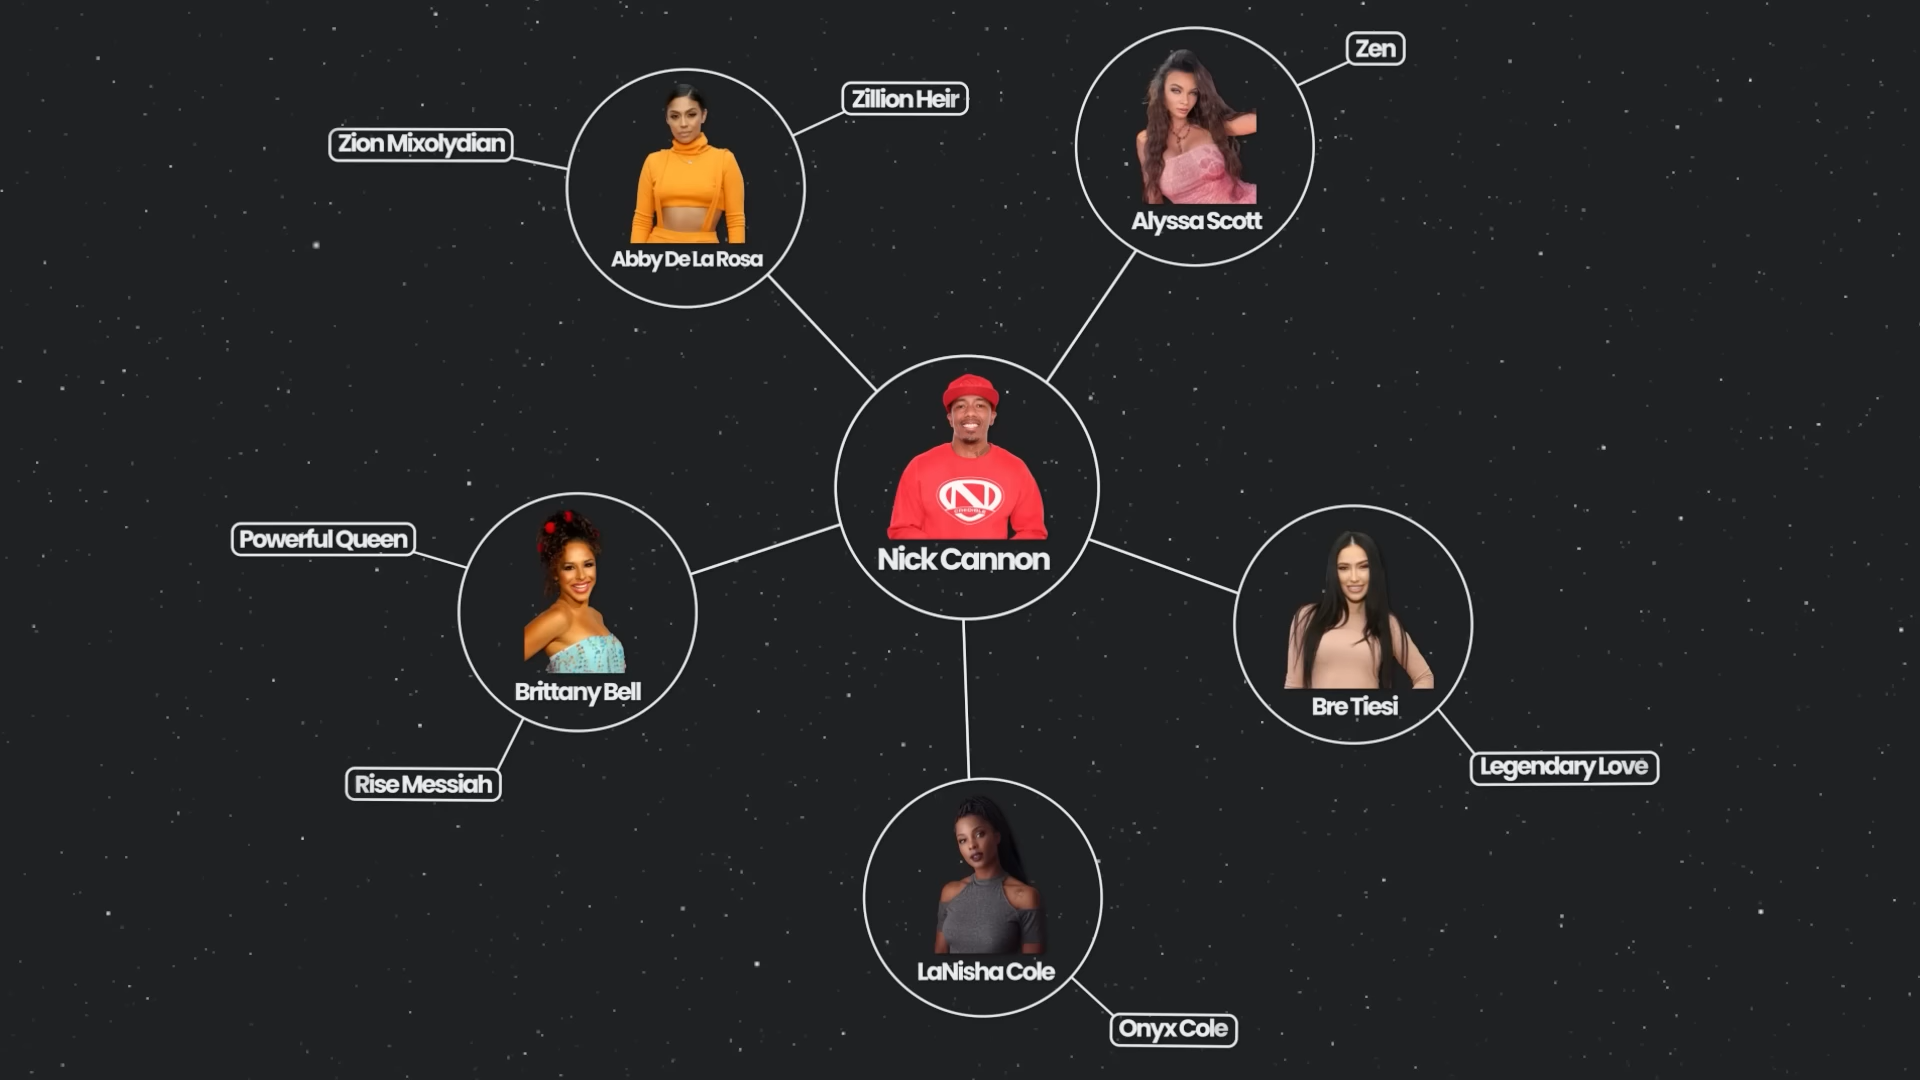 Zen
Zillion Heir
Zion Mixolydian
Alyssa Scott
Abby De La Rosa
N
Nick Cannon
Powerful Queen
Brittany Bell
Bre Tiesi
Legendary Love
Rise Messiah
LaNisha Cole
Onyx Cole